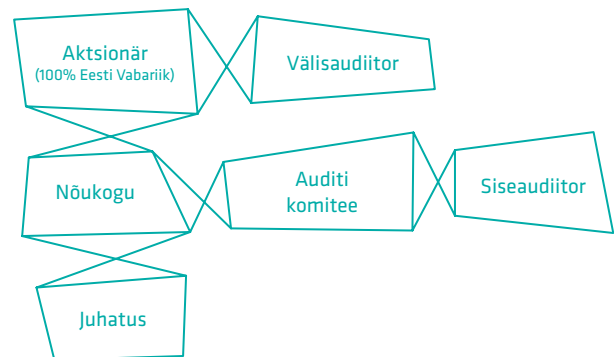 Aktsionär
(100% Eesti Vabariik)
Välisaudiitor
Nõukogu
Auditi
komitee
Siseaudiitor
Juhatus